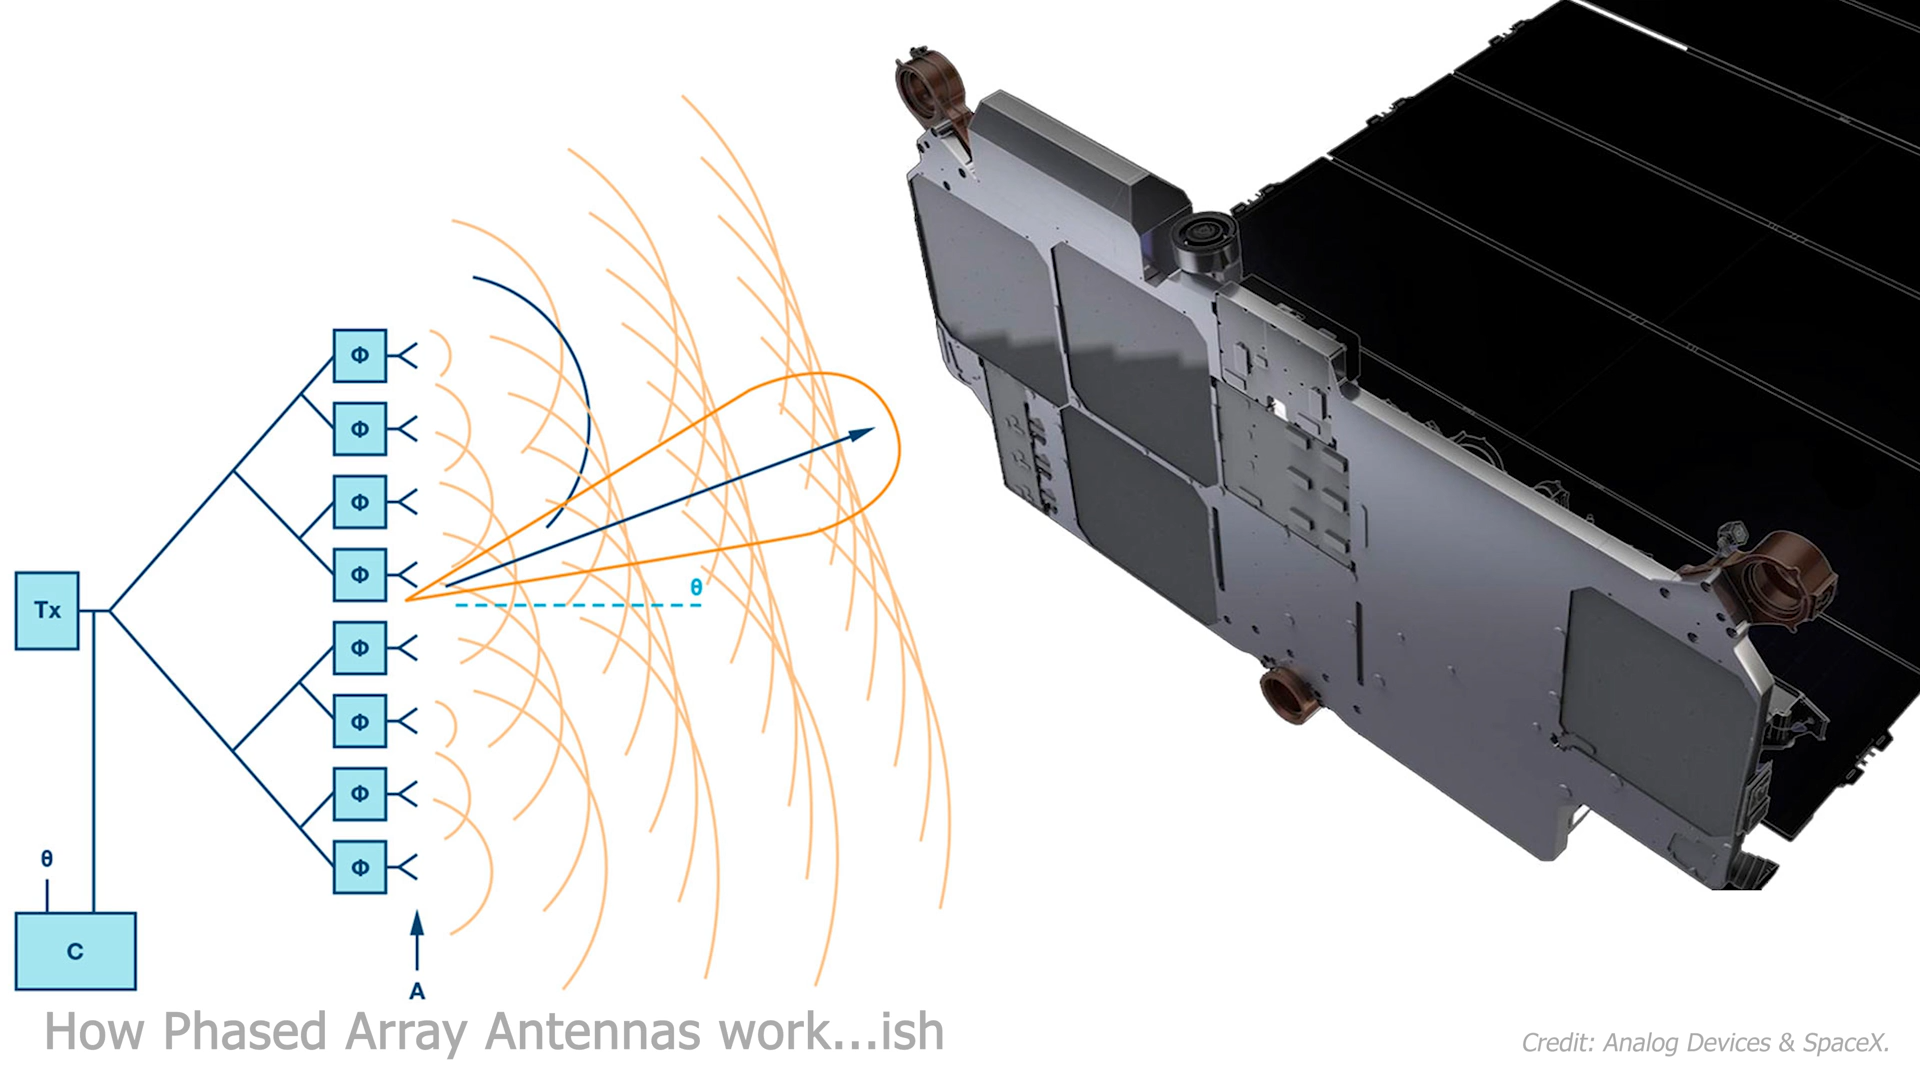 Φ
Φ
Φ
Φ
Tx
θ
Φ
Φ
Φ
θ
Φ
C
A
How Phased Array Antennas work...ish
Credit: Analog Devices & SpaceX.